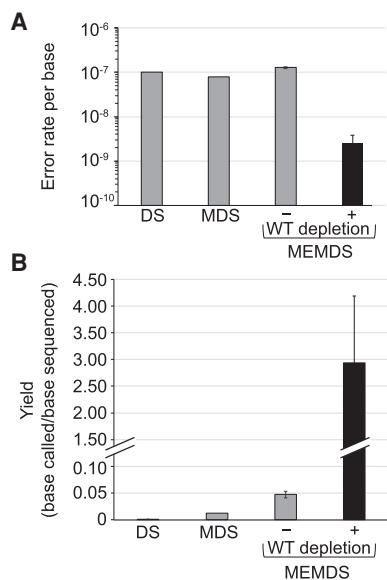 A
Error rate per base
10-6
10-7
10-8
10-9
10-10
DS MDS − +
WT depletion
MEMDS
B
Yield
(base called/base sequenced)
4.50
4.00
3.50
3.00
2.50
2.00
1.50
0.10
0.05
0
DS MDS − +
WT depletion
MEMDS